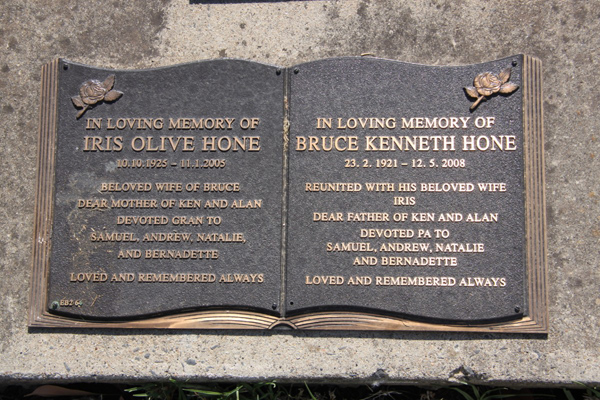 IN LOVING MEMORY OF
IRIS OLIVE HONE
10.10.1925 – 11.1.2005
BELOVED WIFE OF BRUCE
DEAR MOTHER OF KEN AND ALAN
DEVOTED GRAN TO
SAMUEL, ANDREW, NATALIE,
AND BERNADETTE
LOVED AND REMEMBERED ALWAYS
EB2 64
IN LOVING MEMORY OF
BRUCE KENNETH HONE
23. 2. 1921 – 12. 5. 2008
REUNITED WITH HIS BELOVED WIFE
IRIS
DEAR FATHER OF KEN AND ALAN
DEVOTED PA TO
SAMUEL, ANDREW, NATALIE
AND BERNADETTE
LOVED AND REMEMBERED ALWAYS